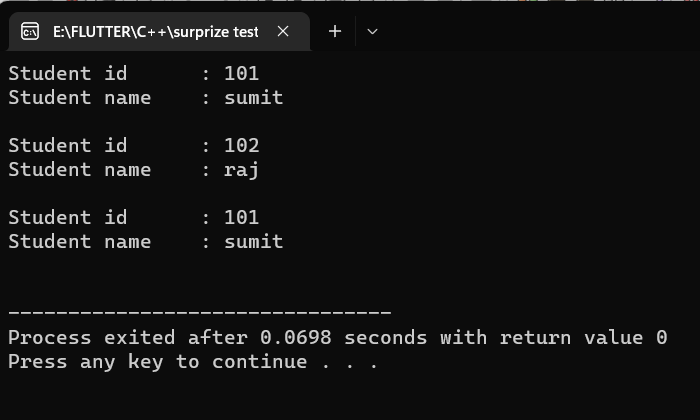 E:\FLUTTER\C++\surprize test
Student id      : 101
Student name    : sumit
Student id      : 102
Student name    : raj
Student id      : 101
Student name    : sumit
--------------------------------
Process exited after 0.0698 seconds with return value 0
Press any key to continue . . .